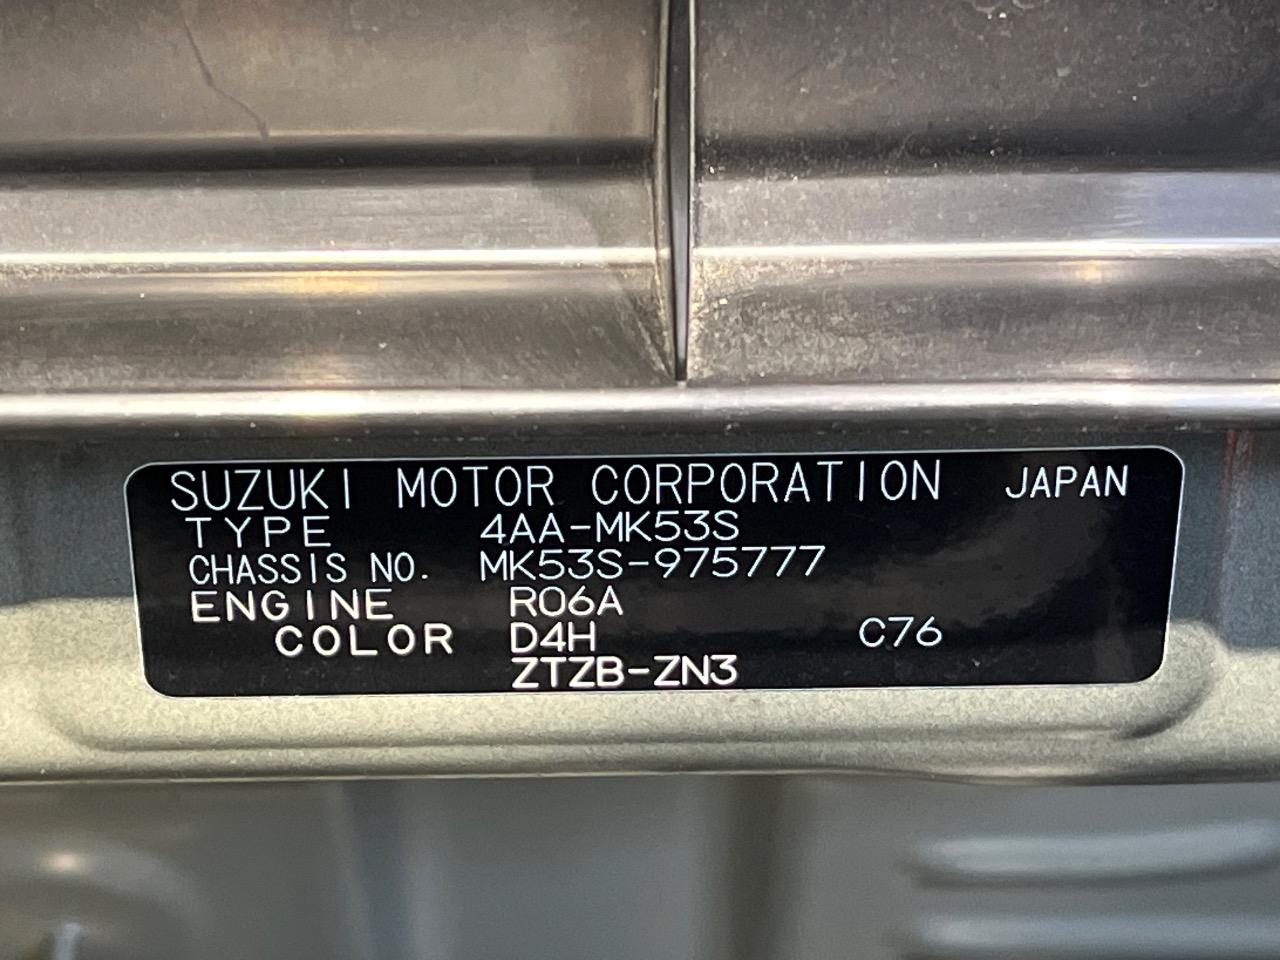 SUZUKI MOTOR CORPORATION JAPAN
TYPE 4AA-MK53S
CHASSIS NO. MK53S-975777
ENGINE R06A
COLOR D4H C76
ZTZB-ZN3